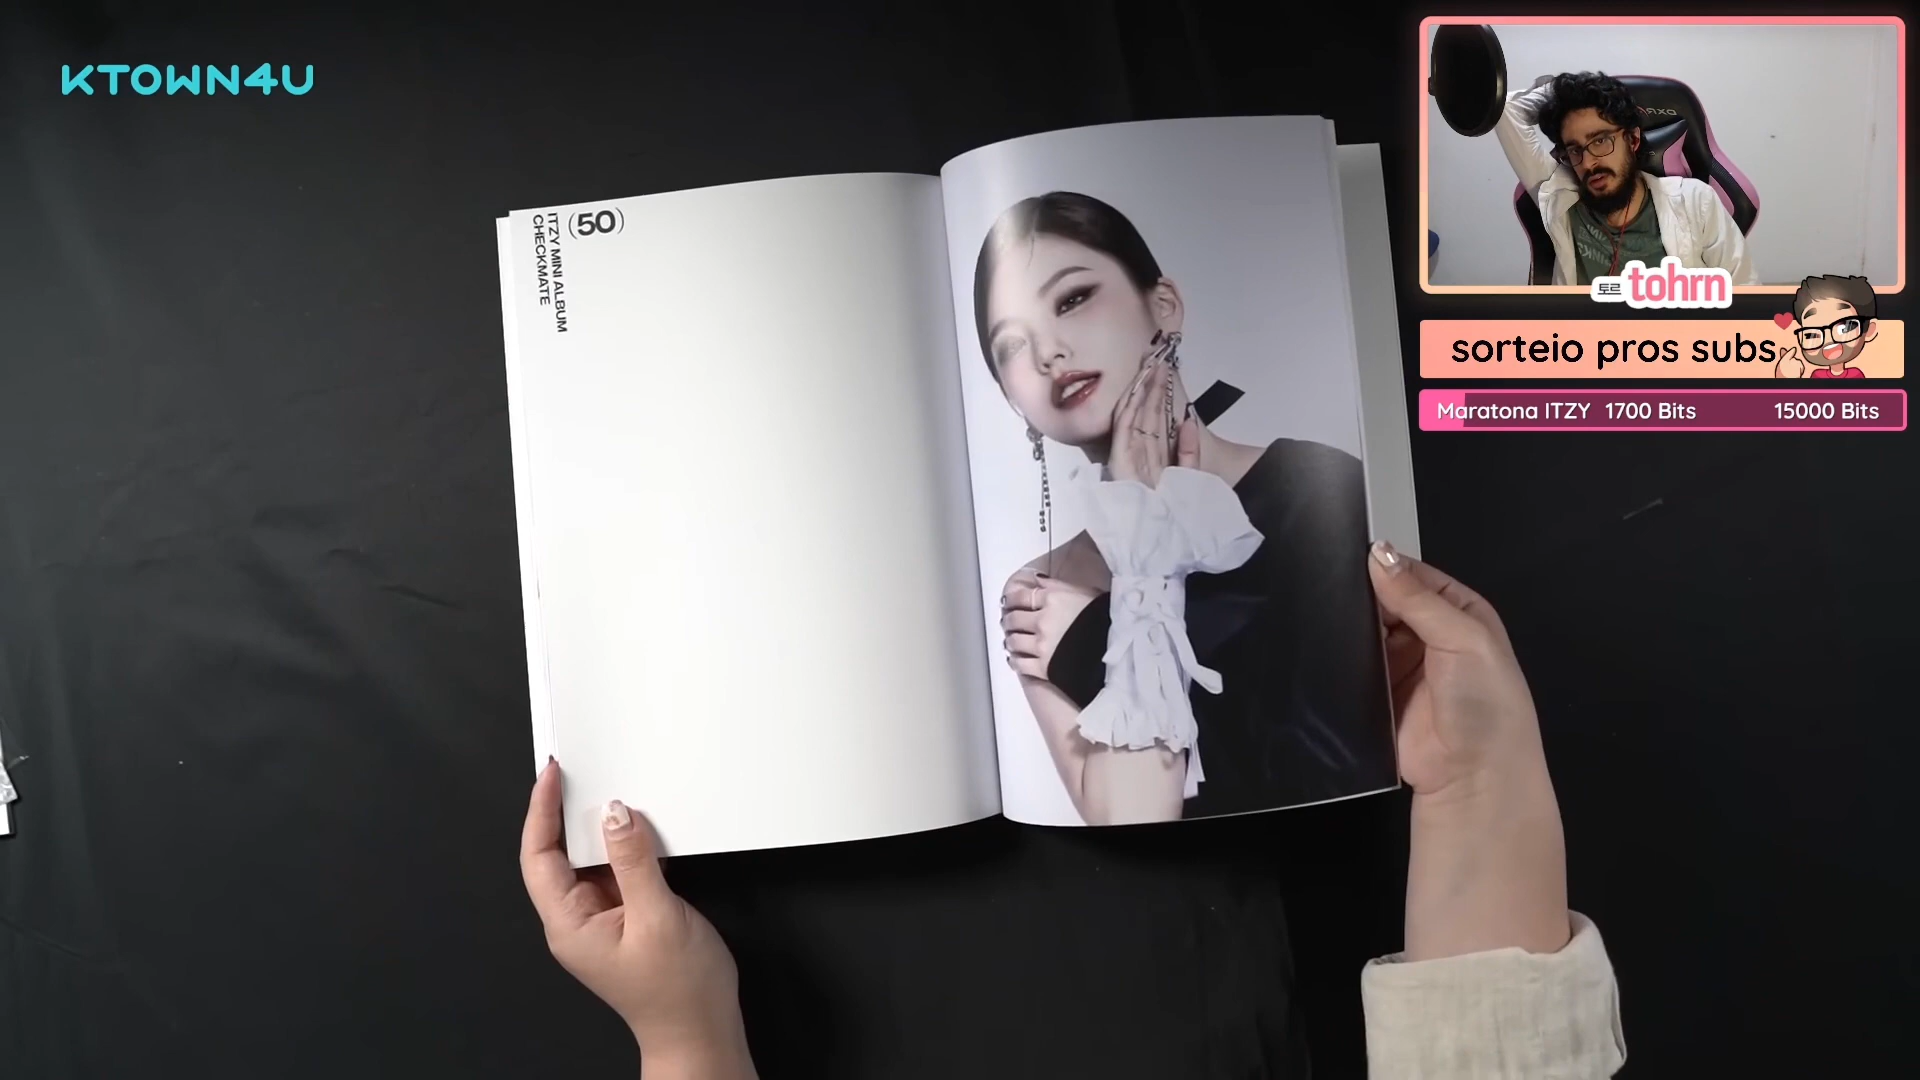 KTOWN4U
(50)
ITZY MINI ALBUM
CHECKMATE
토르 tohrn
sorteio pros subs
Maratona ITZY 1700 Bits 15000 Bits